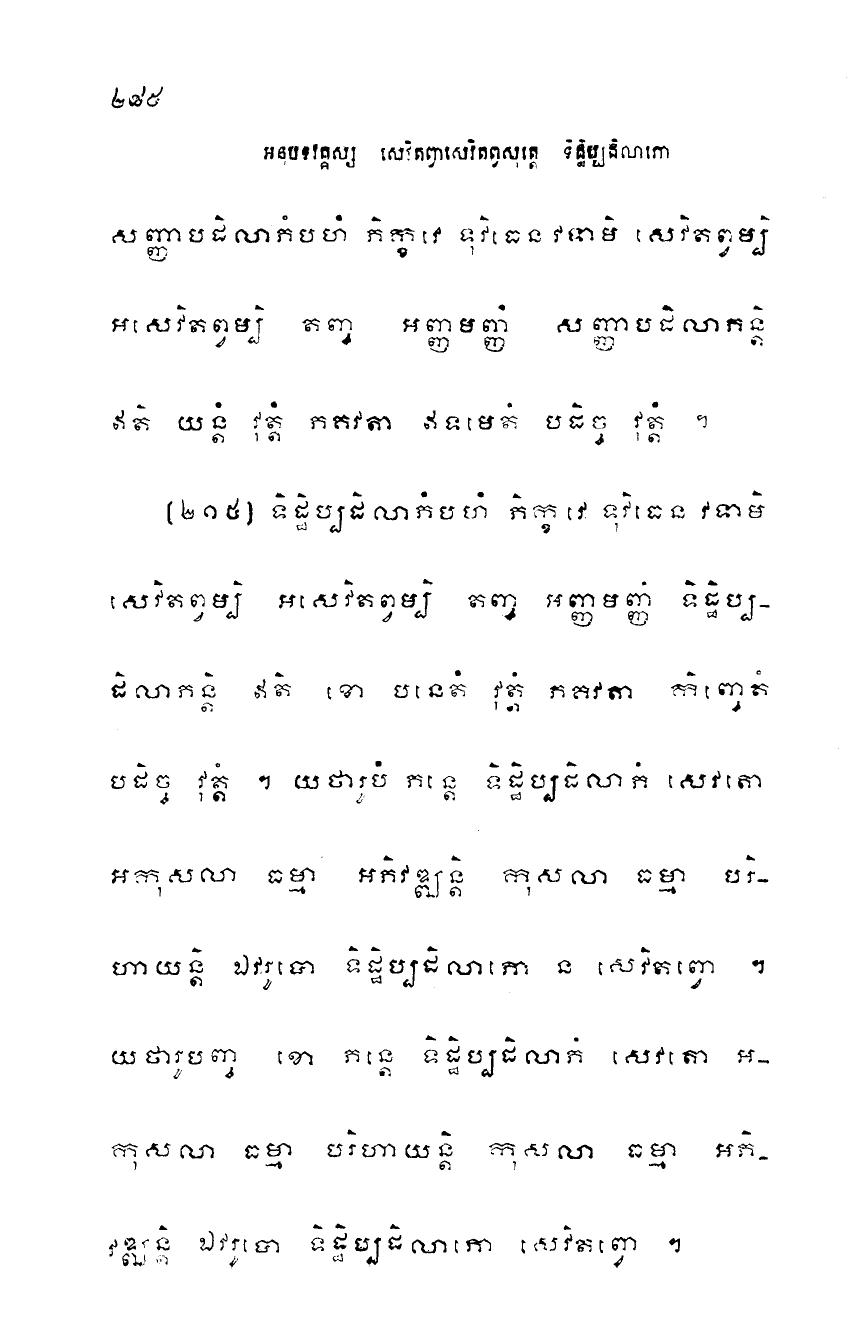 ២៩៥
អនុបទវគ្គស្ស សេវិតព្វាសេវិតព្វសុត្តេ ទិដ្ឋិប្បដិលាភោ
សញ្ញាបដិលាភំបហំ ភិក្ខវេ ទុវិធេន វទាមិ សេវិតព្វម្បិ
អសេវិតព្វម្បិ តញ្ច អញ្ញមញ្ញំ សញ្ញាបដិលាភន្តិ
ឥតិ យន្តំ វុត្តំ ភគវតា ឥទមេតំ បដិច្ច វុត្តំ ។
(២១៥) ទិដ្ឋិប្បដិលាភំបហំ ភិក្ខវេ ទុវិធេន វទាមិ
សេវិតព្វម្បិ អសេវិតព្វម្បិ តញ្ច អញ្ញមញ្ញំ ទិដ្ឋិប្ប-
ដិលាភន្តិ ឥតិ ខោ បនេតំ វុត្តំ ភគវតា កិញ្ចេតំ
បដិច្ច វុត្តំ ។ យថារូបំ ភន្តេ ទិដ្ឋិប្បដិលាភំ សេវតោ
អកុសលា ធម្មា អភិវឌ្ឍន្តិ កុសលា ធម្មា បរិ-
ហាយន្តិ ឯវរូបោ ទិដ្ឋិប្បដិលាភោ ន សេវិតព្វោ ។
យថារូបញ្ច ខោ ភន្តេ ទិដ្ឋិប្បដិលាភំ សេវតោ អ-
កុសលា ធម្មា បរិហាយន្តិ កុសលា ធម្មា អភិ-
វឌ្ឍន្តិ ឯវរូបោ ទិដ្ឋិប្បដិលាភោ សេវិតព្វោ ។